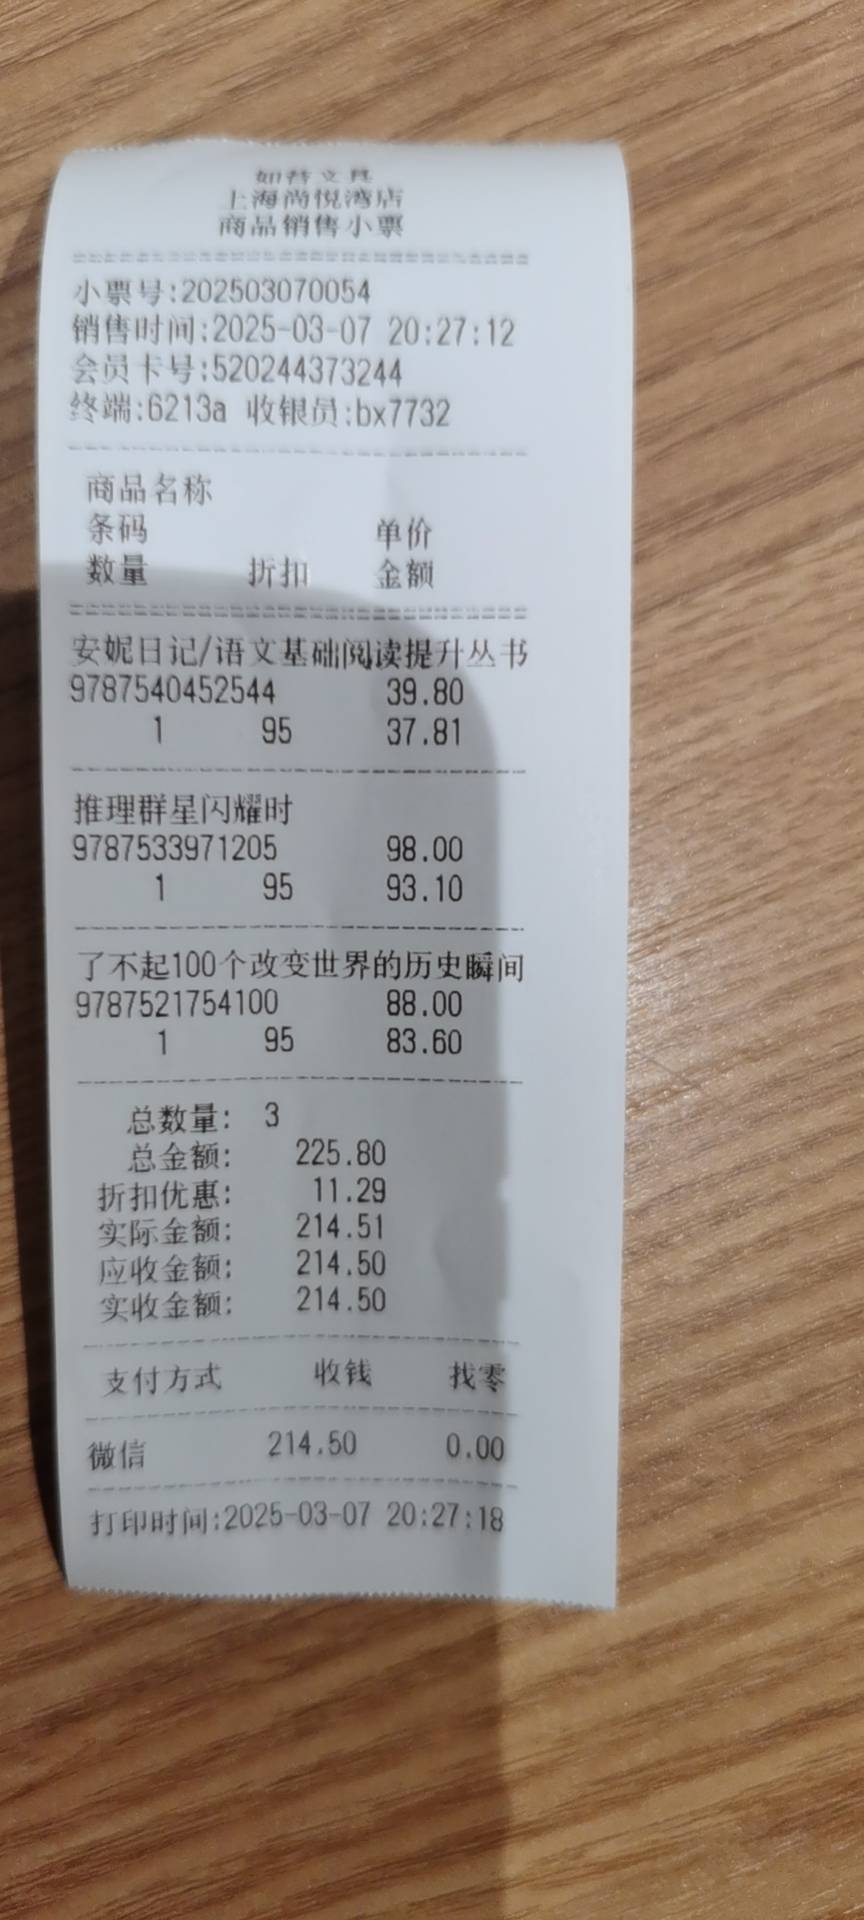 文具
上海尚悦湾店
商品销售小票
小票号:202503070054
销售时间:2025-03-07 20:27:12
会员卡号:520244373244
终端:6213a 收银员:bx7732
商品名称
条码 单价
数量 折扣 金额
安妮日记/语文基础阅读提升丛书
9787540452544 39.80
1 95 37.81
推理群星闪耀时
9787533971205 98.00
1 95 93.10
了不起100个改变世界的历史瞬间
9787521754100 88.00
1 95 83.60
总数量: 3
总金额: 225.80
折扣优惠: 11.29
实际金额: 214.51
应收金额: 214.50
实收金额: 214.50
支付方式 收钱 找零
微信 214.50 0.00
打印时间:2025-03-07 20:27:18